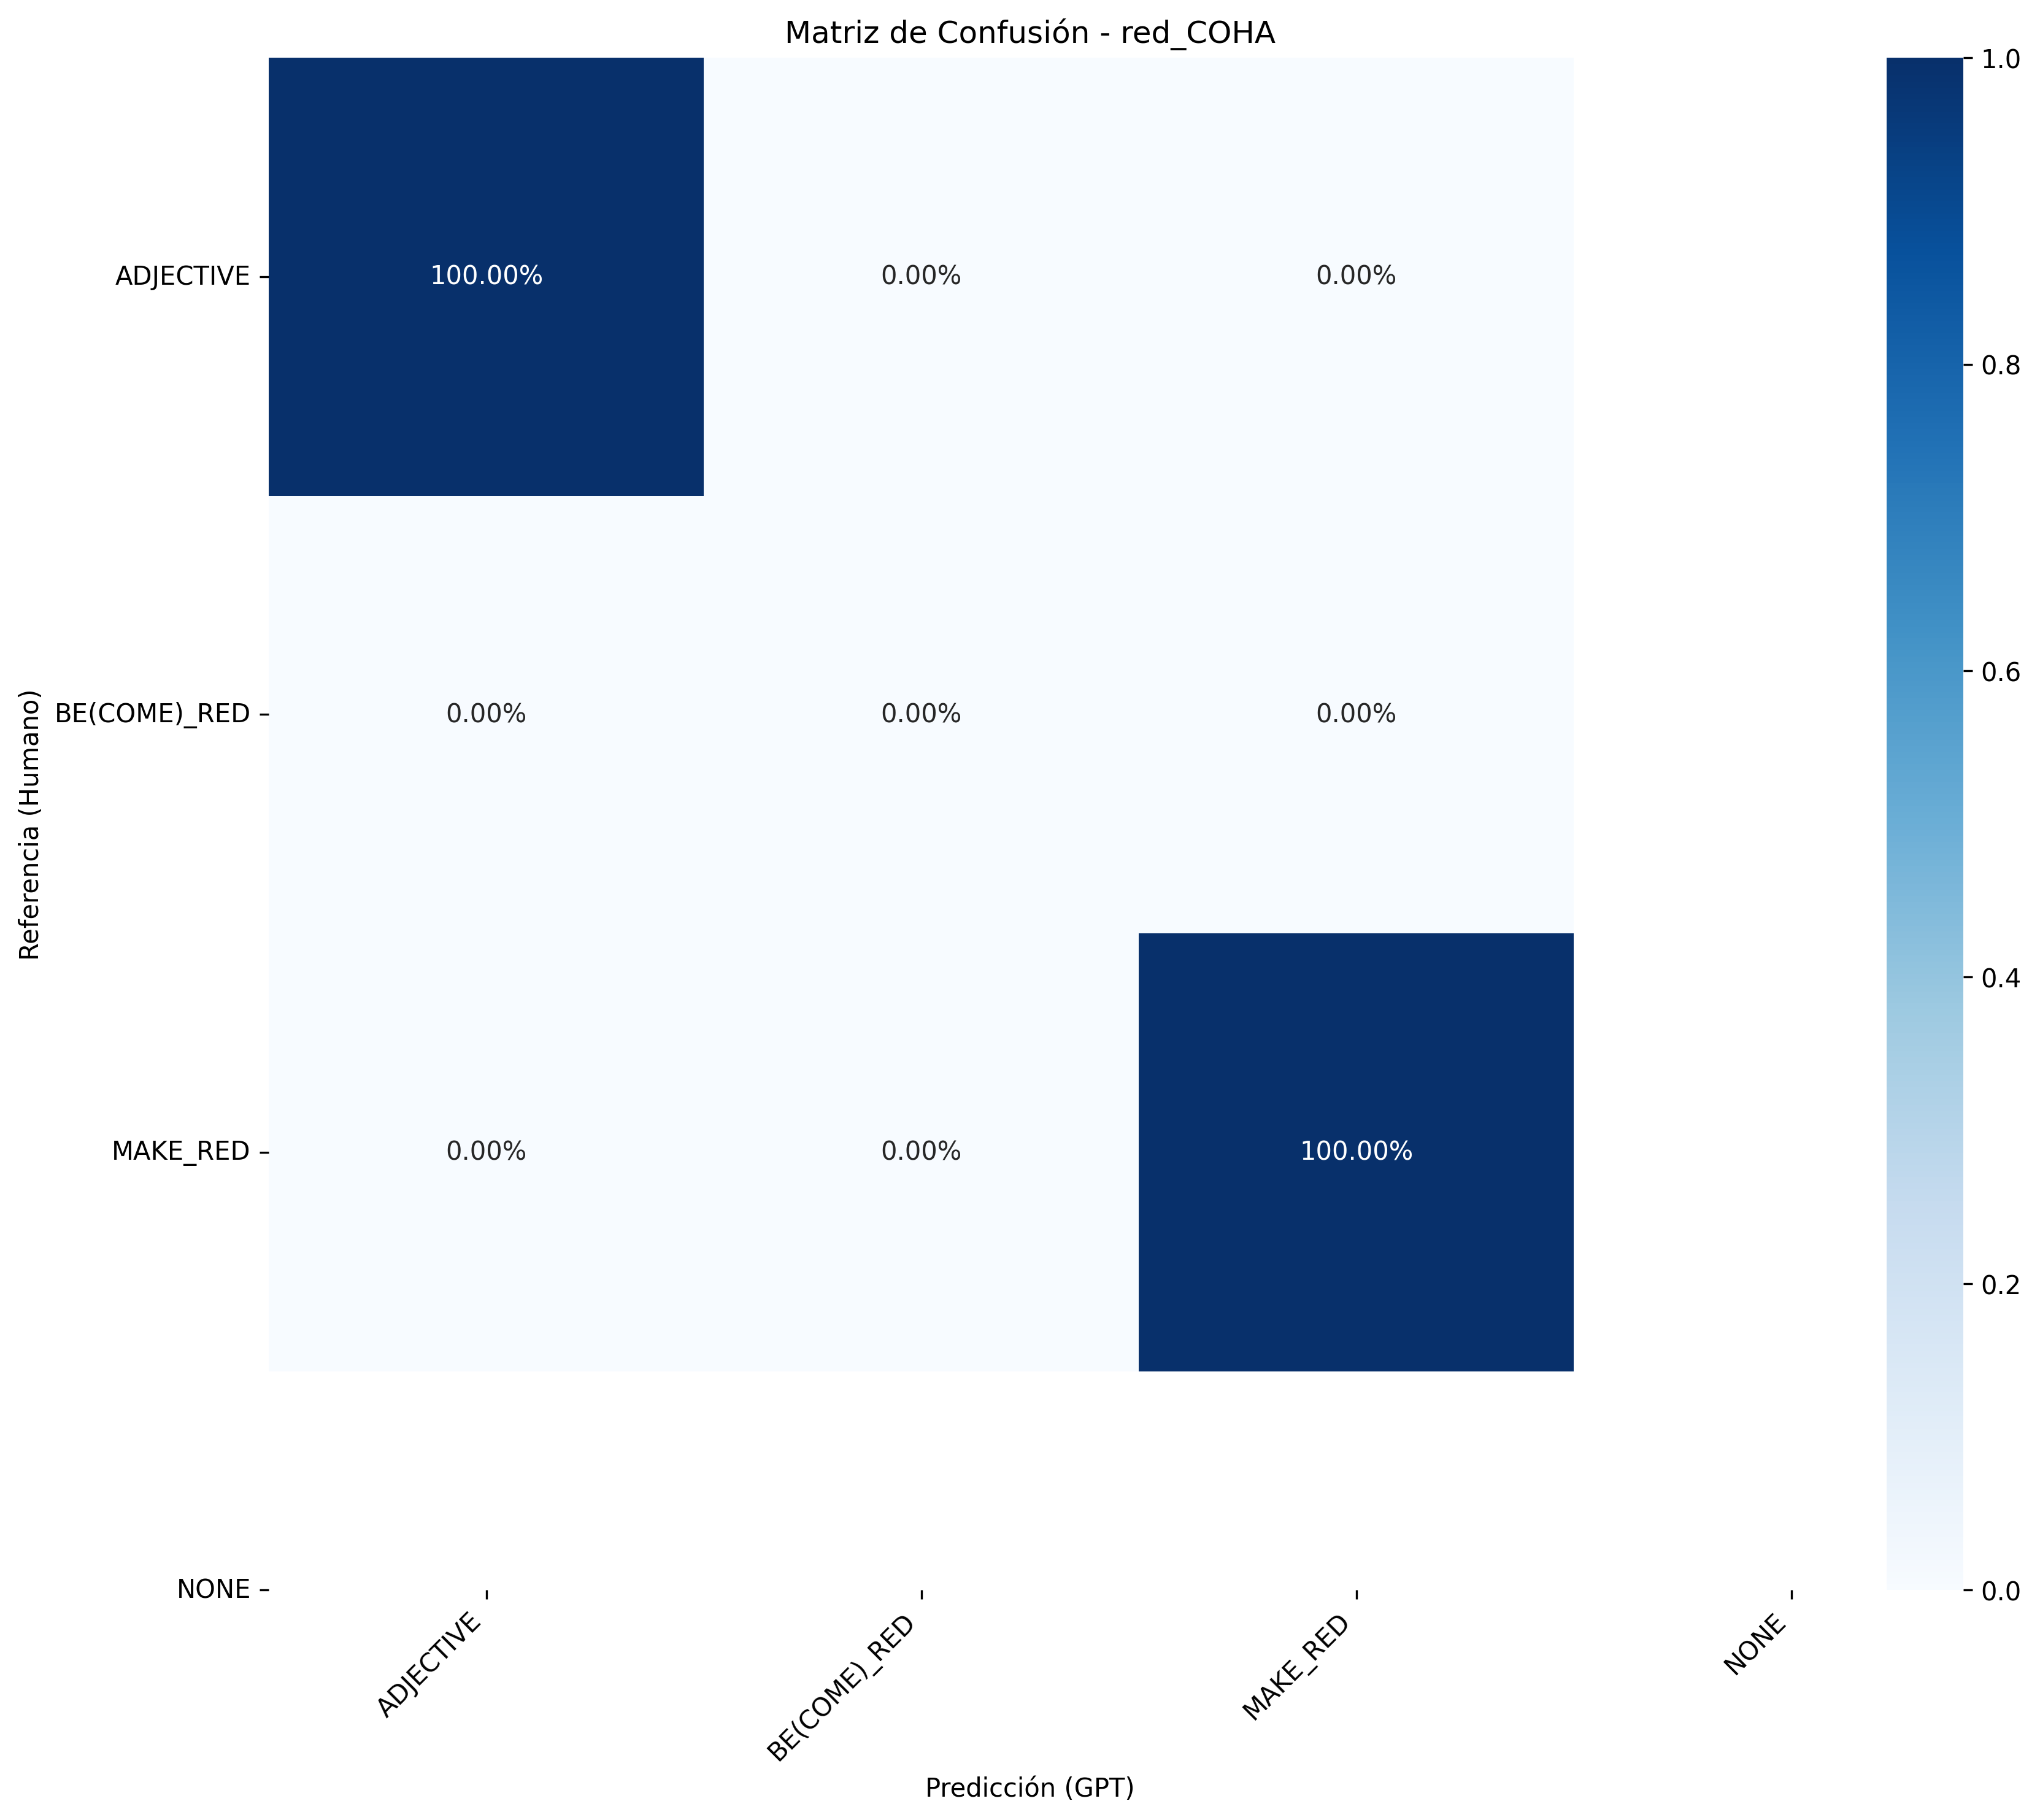 Matriz de Confusión - red_COHA
1.0
ADJECTIVE
100.00%
0.00%
0.00%
0.8
BE(COME)_RED
0.00%
0.00%
0.00%
0.6
Referencia (Humano)
0.4
MAKE_RED
0.00%
0.00%
100.00%
0.2
NONE
0.0
ADJECTIVE
BE(COME)_RED
MAKE_RED
NONE
Predicción (GPT)